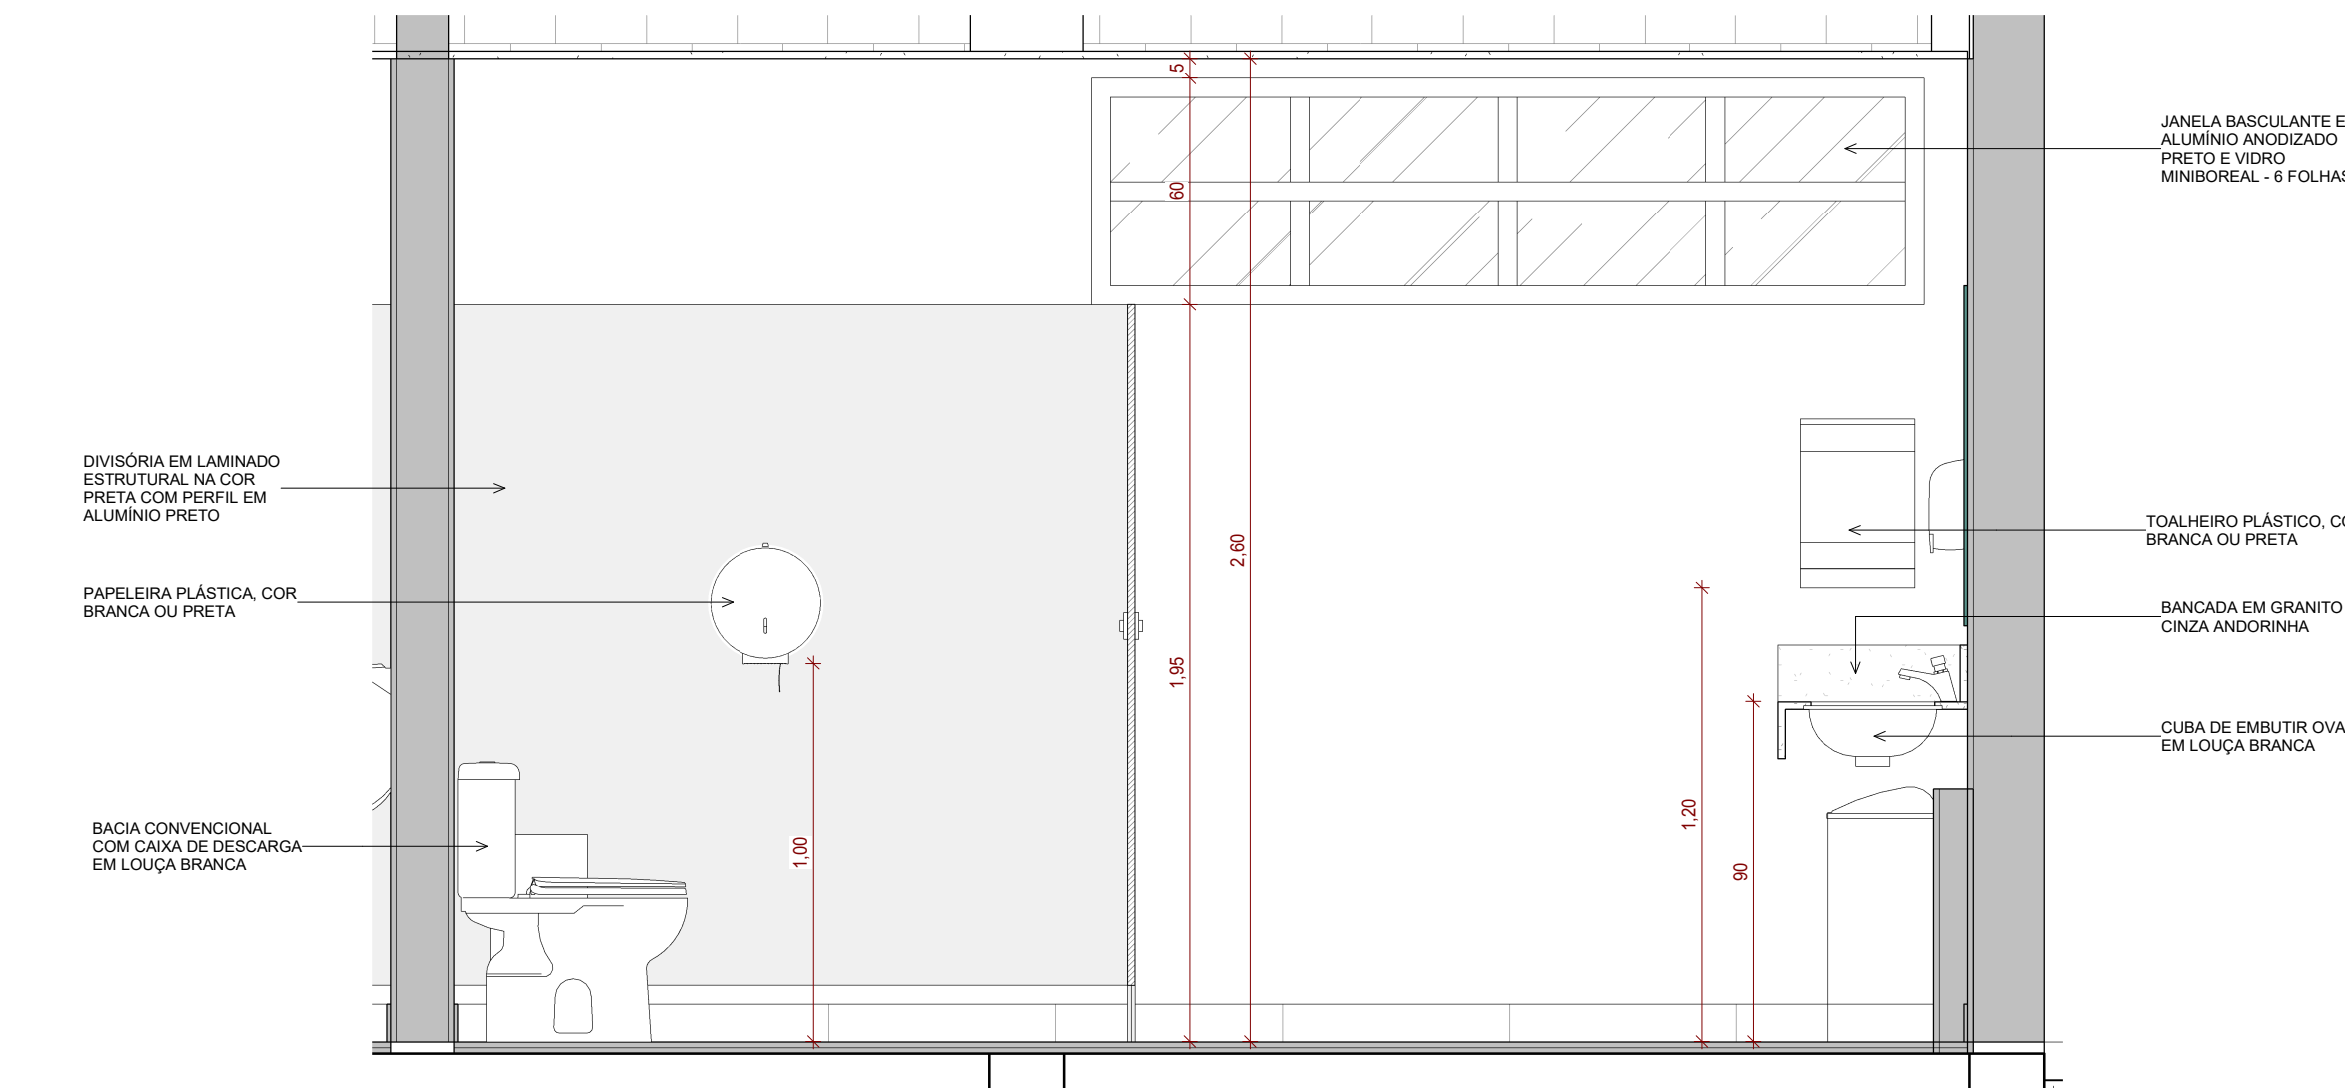 5
JANELA BASCULANTE E
ALUMÍNIO ANODIZADO
PRETO E VIDRO
MINIBOREAL - 6 FOLHAS
60
DIVISÓRIA EM LAMINADO
ESTRUTURAL NA COR
PRETA COM PERFIL EM
ALUMÍNIO PRETO
TOALHEIRO PLÁSTICO, CO
BRANCA OU PRETA
2,60
PAPELEIRA PLÁSTICA, COR
BRANCA OU PRETA
BANCADA EM GRANITO
CINZA ANDORINHA
1,95
CUBA DE EMBUTIR OVA
EM LOUÇA BRANCA
1,20
BACIA CONVENCIONAL
COM CAIXA DE DESCARGA
EM LOUÇA BRANCA
1,00
90